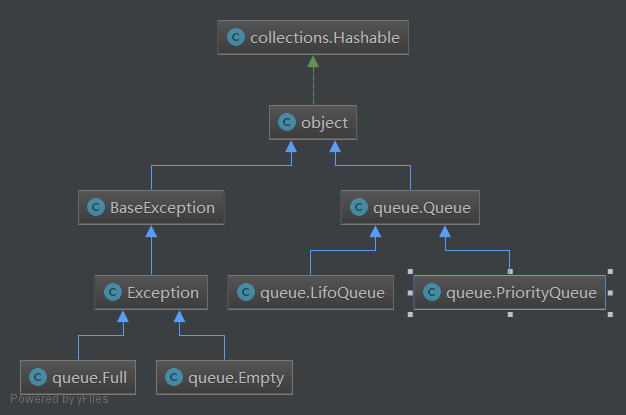 C collections.Hashable
C object
C BaseException
C queue.Queue
C Exception
C queue.LifoQueue
C queue.PriorityQueue
C queue.Full
C queue.Empty
Powered by yFiles